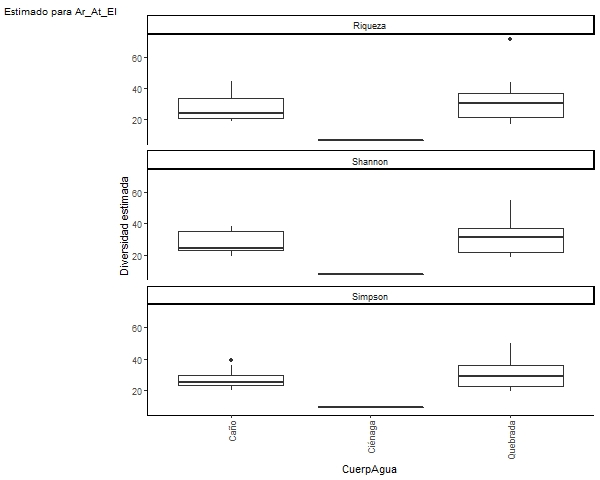 Estimado para Ar_At_El
Riqueza
60
40
20
Shannon
60
40
20
Simpson
60
40
20
Diversidad estimada
Caño
Ciénaga
Quebrada
CuerpAgua